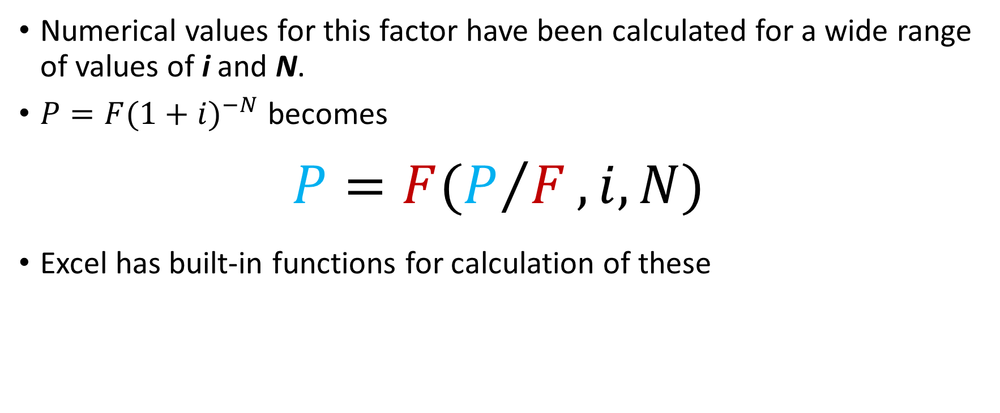 • Numerical values for this factor have been calculated for a wide range
of values of i and N.
• P = F(1 + i)^{−N} becomes
P = F(P/F , i, N)
• Excel has built-in functions for calculation of these